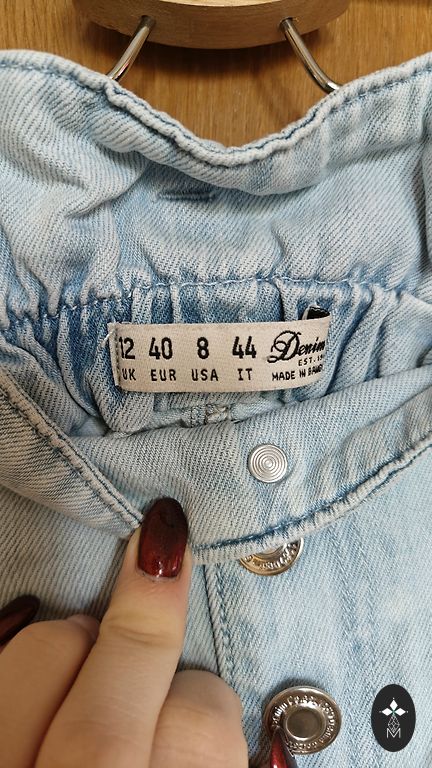 12 40 8 44 Denim
UK EUR USA IT EST.
MADE IN
M